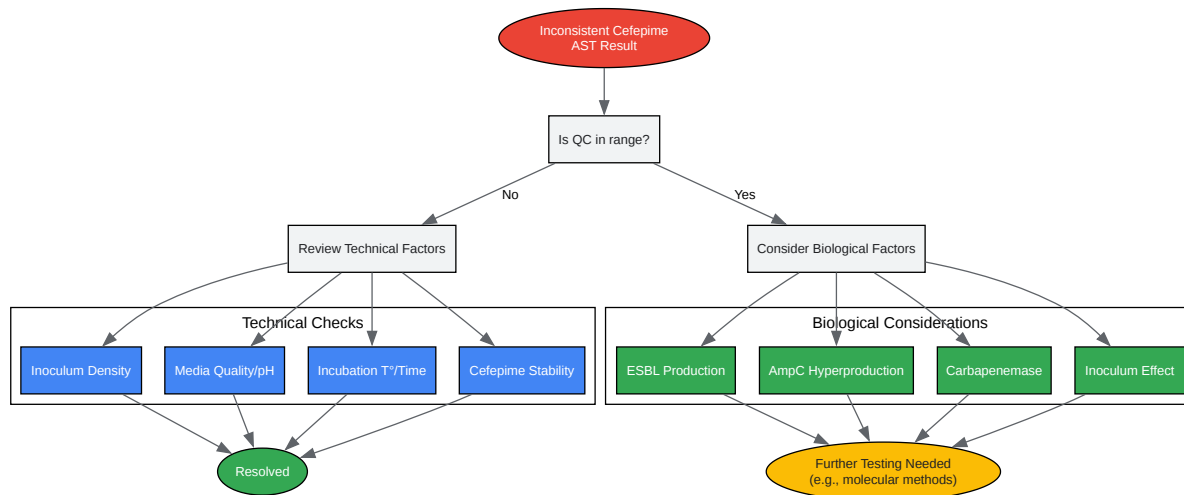 Inconsistent Cefepime
AST Result
Is QC in range?
No
Yes
Review Technical Factors
Consider Biological Factors
Technical Checks
Biological Considerations
Inoculum Density
Media Quality/pH
Incubation T°/Time
Cefepime Stability
ESBL Production
AmpC Hyperproduction
Carbapenemase
Inoculum Effect
Resolved
Further Testing Needed
(e.g., molecular methods)